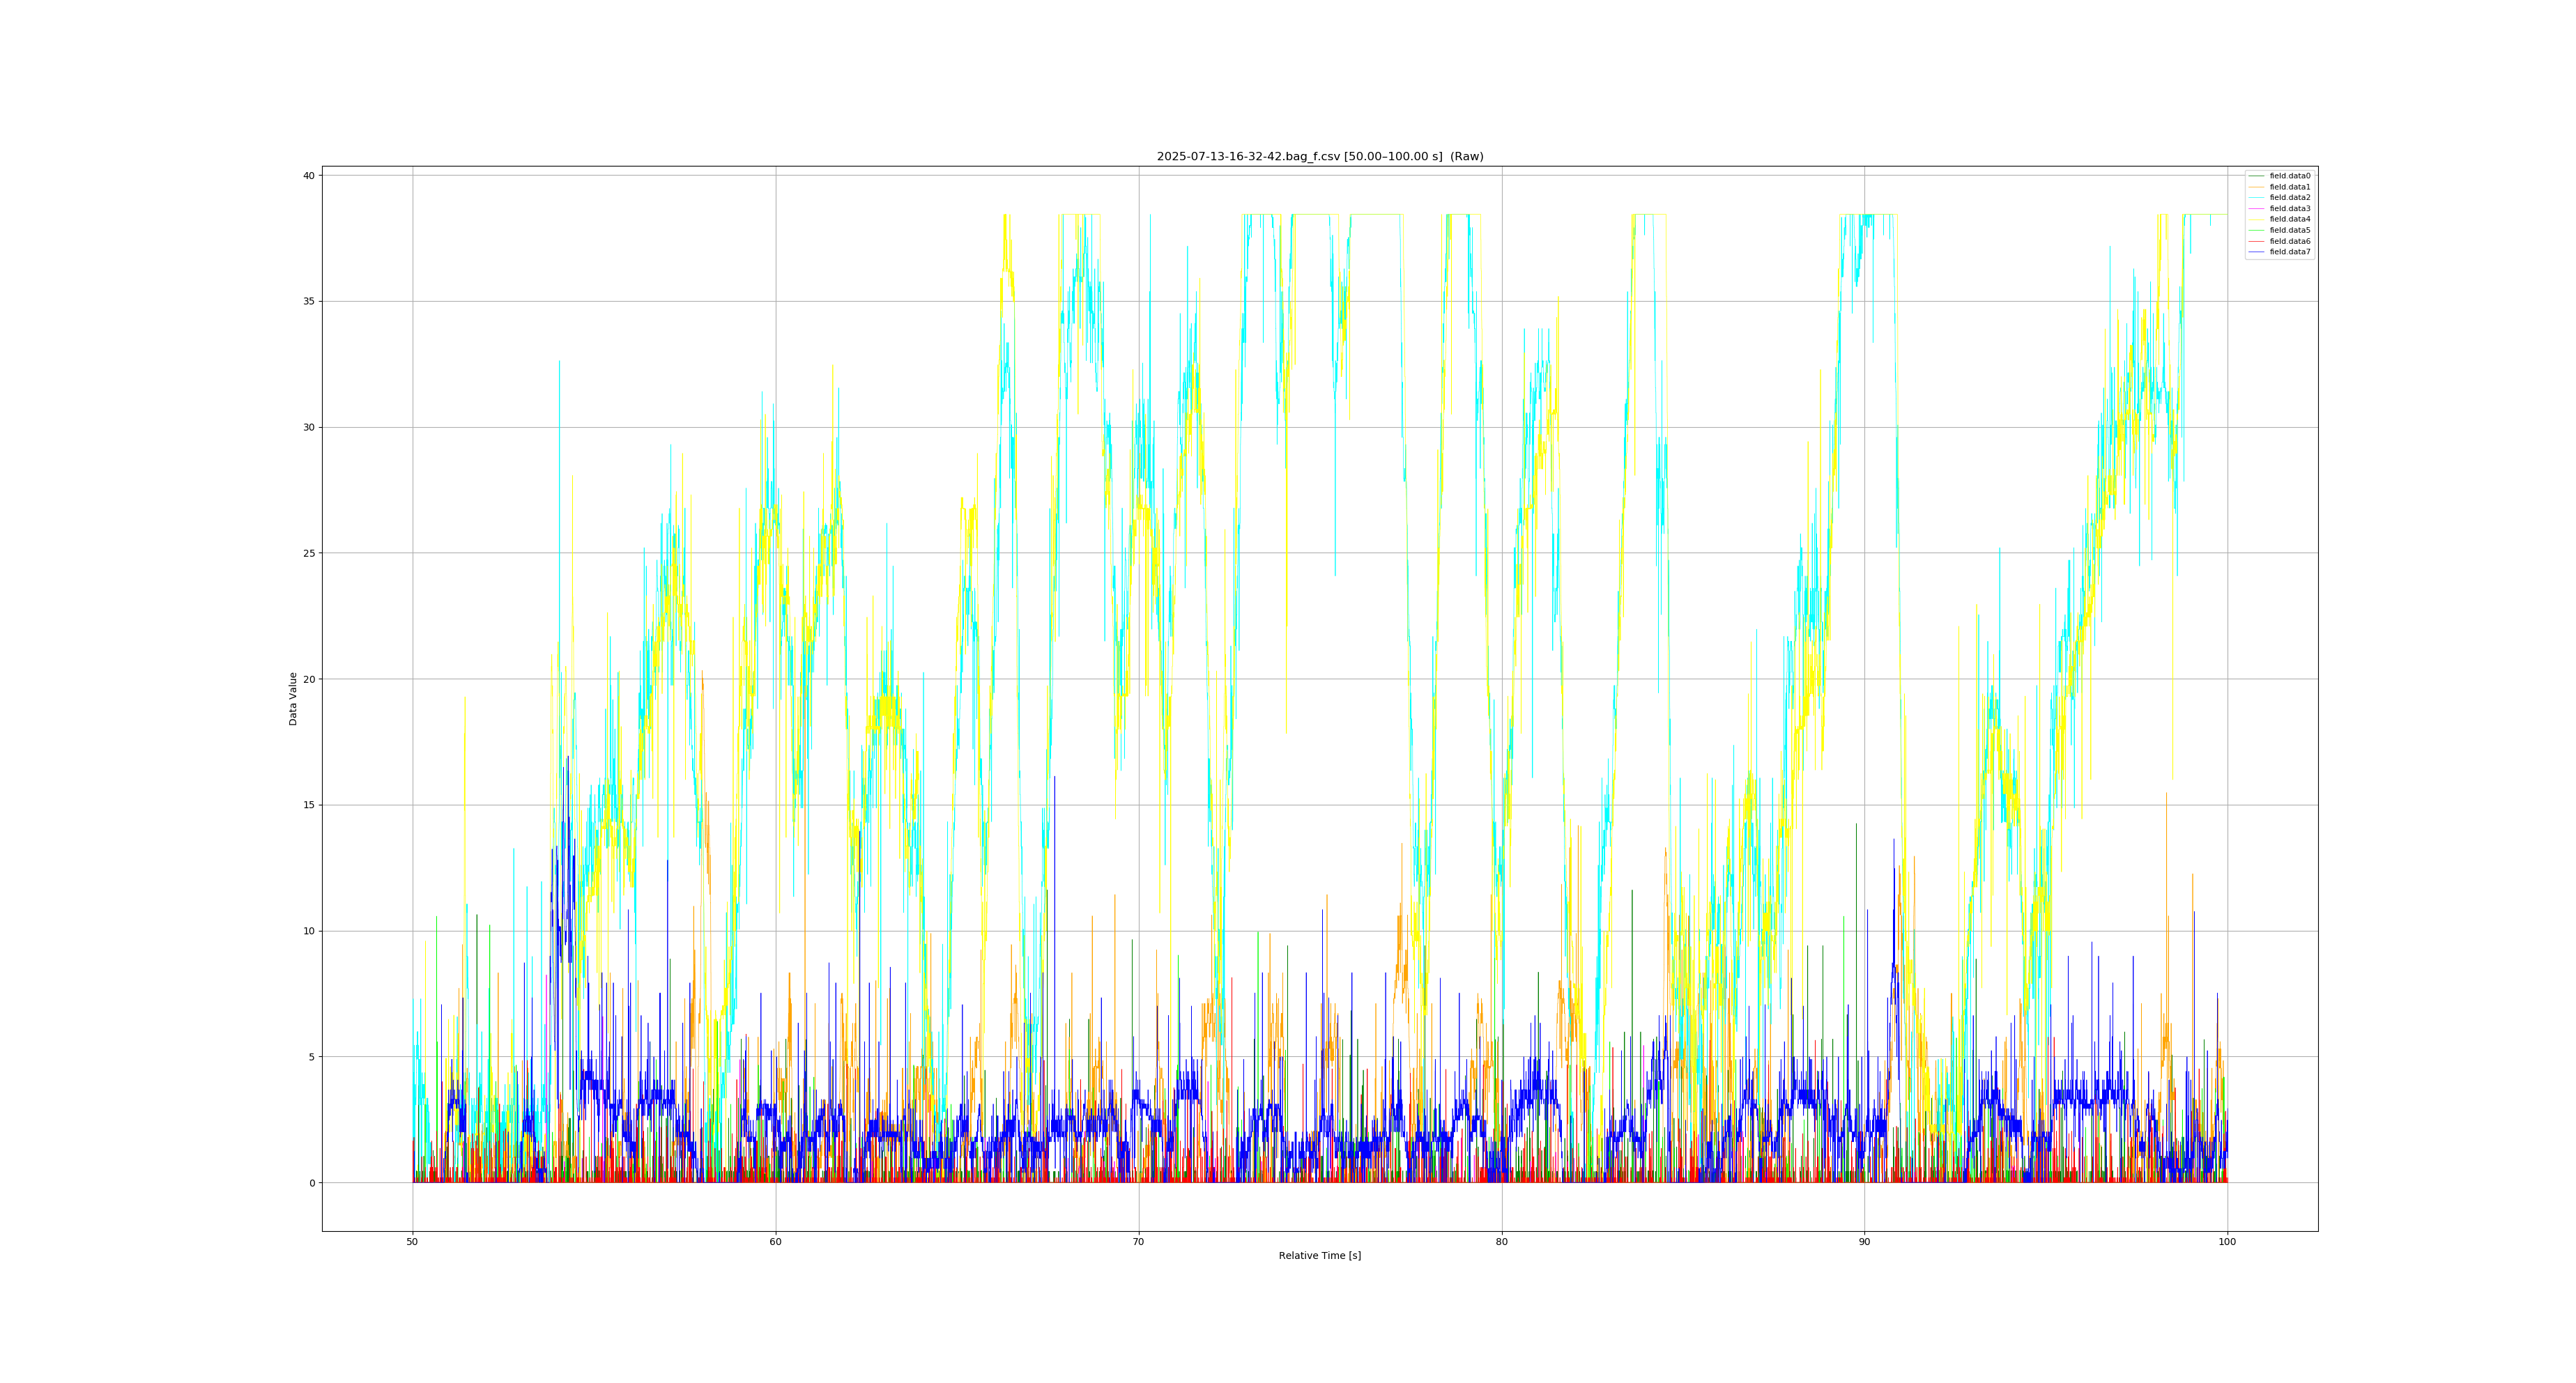 2025-07-13-16-32-42.bag_f.csv [50.00–100.00 s]  (Raw)
40
35
30
25
20
15
10
5
0
Data Value
50
60
70
80
90
100
Relative Time [s]
field.data0
field.data1
field.data2
field.data3
field.data4
field.data5
field.data6
field.data7